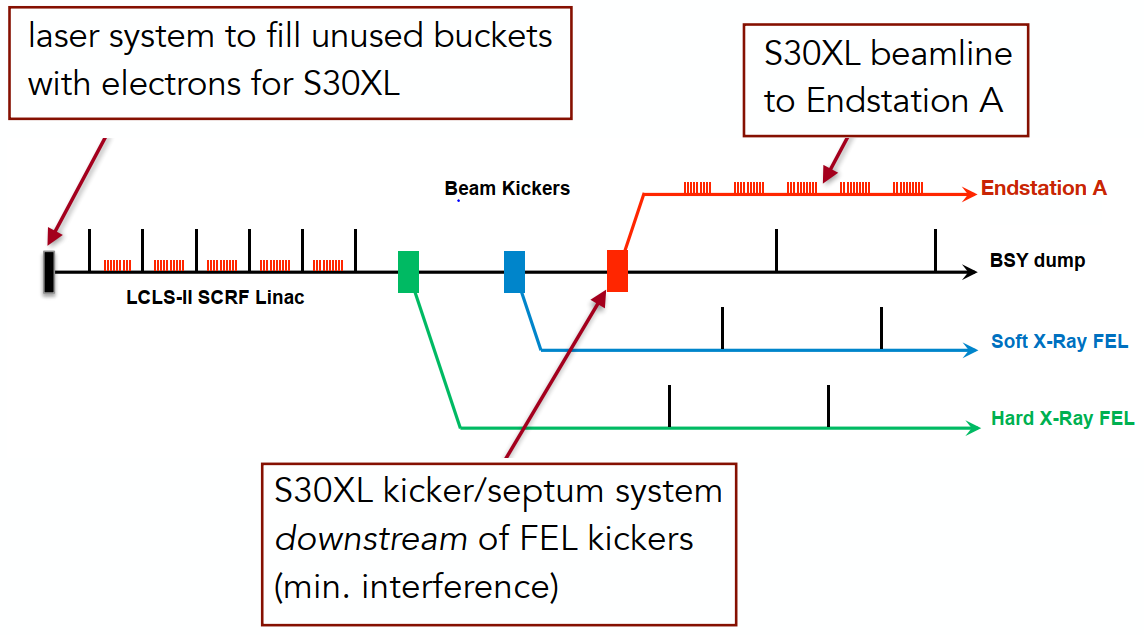 laser system to fill unused buckets
with electrons for S30XL
S30XL beamline
to Endstation A
Beam Kickers
Endstation A
BSY dump
LCLS-II SCRF Linac
Soft X-Ray FEL
Hard X-Ray FEL
S30XL kicker/septum system
downstream of FEL kickers
(min. interference)